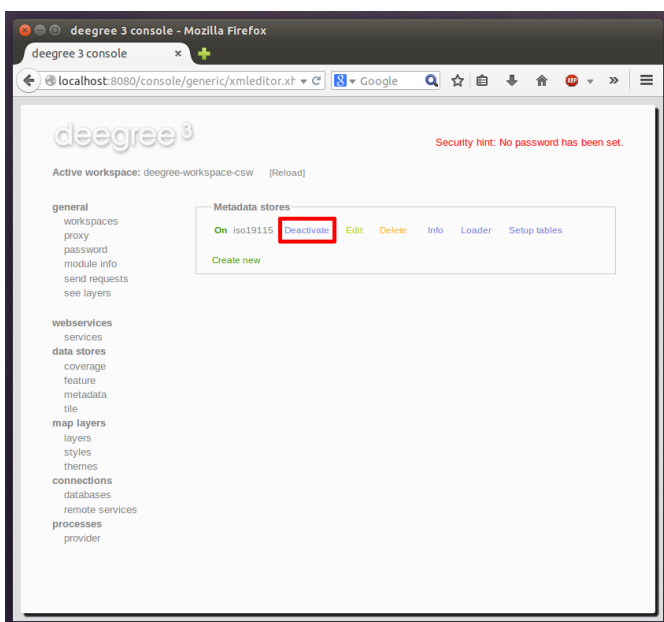 deegree 3 console - Mozilla Firefox
deegree 3 console
localhost:8080/console/generic/xmleditor.xh
Google
deegree 3
Security hint: No password has been set.
Active workspace: deegree-workspace-csw [Reload]
general
workspaces
proxy
password
module info
send requests
see layers
webservices
services
data stores
coverage
feature
metadata
tile
map layers
layers
styles
themes
connections
databases
remote services
processes
provider
Metadata stores
On iso19115 Deactivate Edit Delete Info Loader Setup tables
Create new